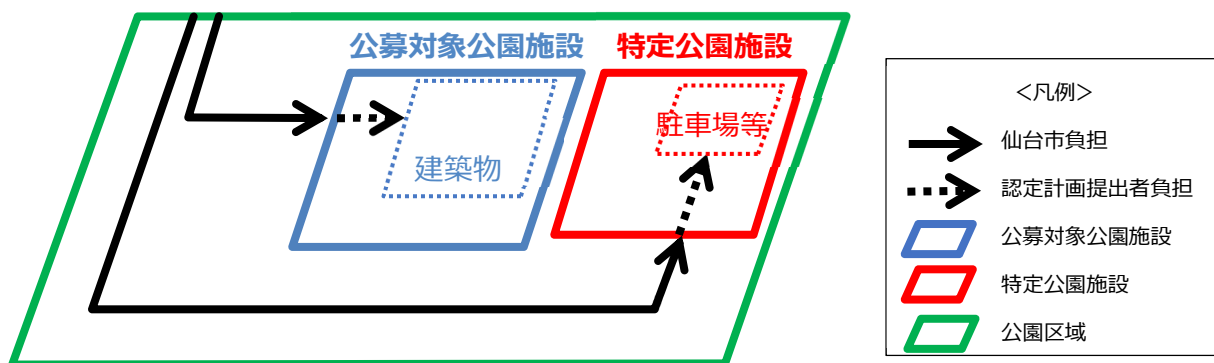 公募対象公園施設
特定公園施設
駐車場等
建築物
<凡例>
仙台市負担
認定計画提出者負担
公募対象公園施設
特定公園施設
公園区域